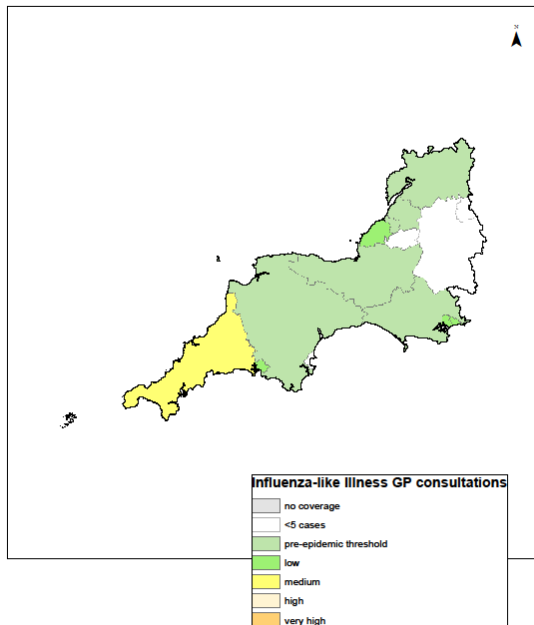 N
Influenza-like Illness GP consultations
no coverage
<5 cases
pre-epidemic threshold
low
medium
high
very high